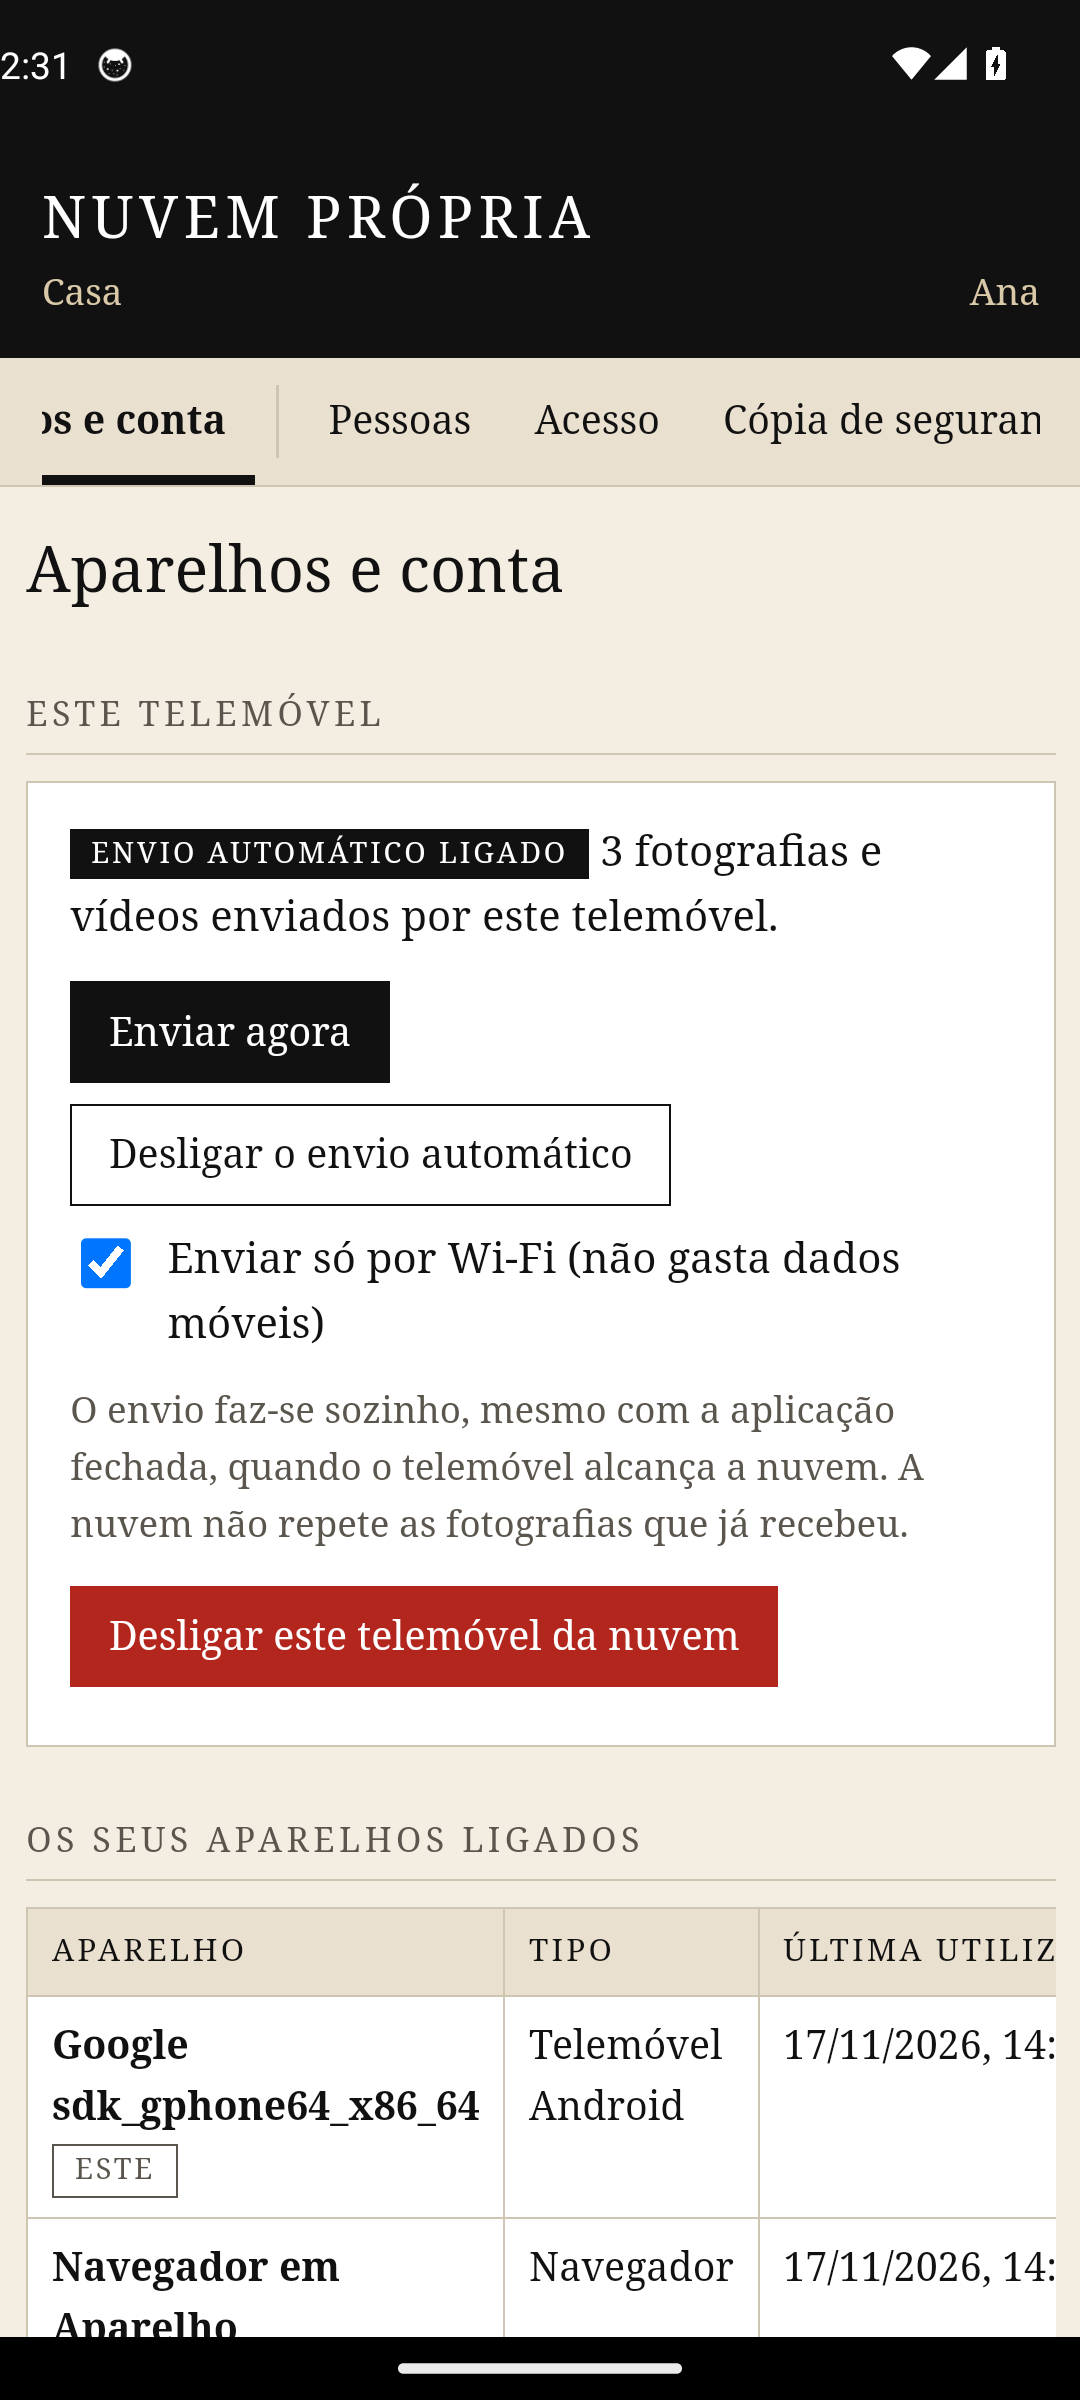 2:31
NUVEM PRÓPRIA
Casa
Ana
os e conta
Pessoas
Acesso
Cópia de seguran
Aparelhos e conta
ESTE TELEMÓVEL
ENVIO AUTOMÁTICO LIGADO 3 fotografias e
vídeos enviados por este telemóvel.
Enviar agora
Desligar o envio automático
Enviar só por Wi-Fi (não gasta dados
móveis)
O envio faz-se sozinho, mesmo com a aplicação
fechada, quando o telemóvel alcança a nuvem. A
nuvem não repete as fotografias que já recebeu.
Desligar este telemóvel da nuvem
OS SEUS APARELHOS LIGADOS
APARELHO
TIPO
ÚLTIMA UTILIZ
Google
sdk_gphone64_x86_64
ESTE
Telemóvel
Android
17/11/2026, 14:
Navegador em
Aparelho
Navegador
17/11/2026, 14: